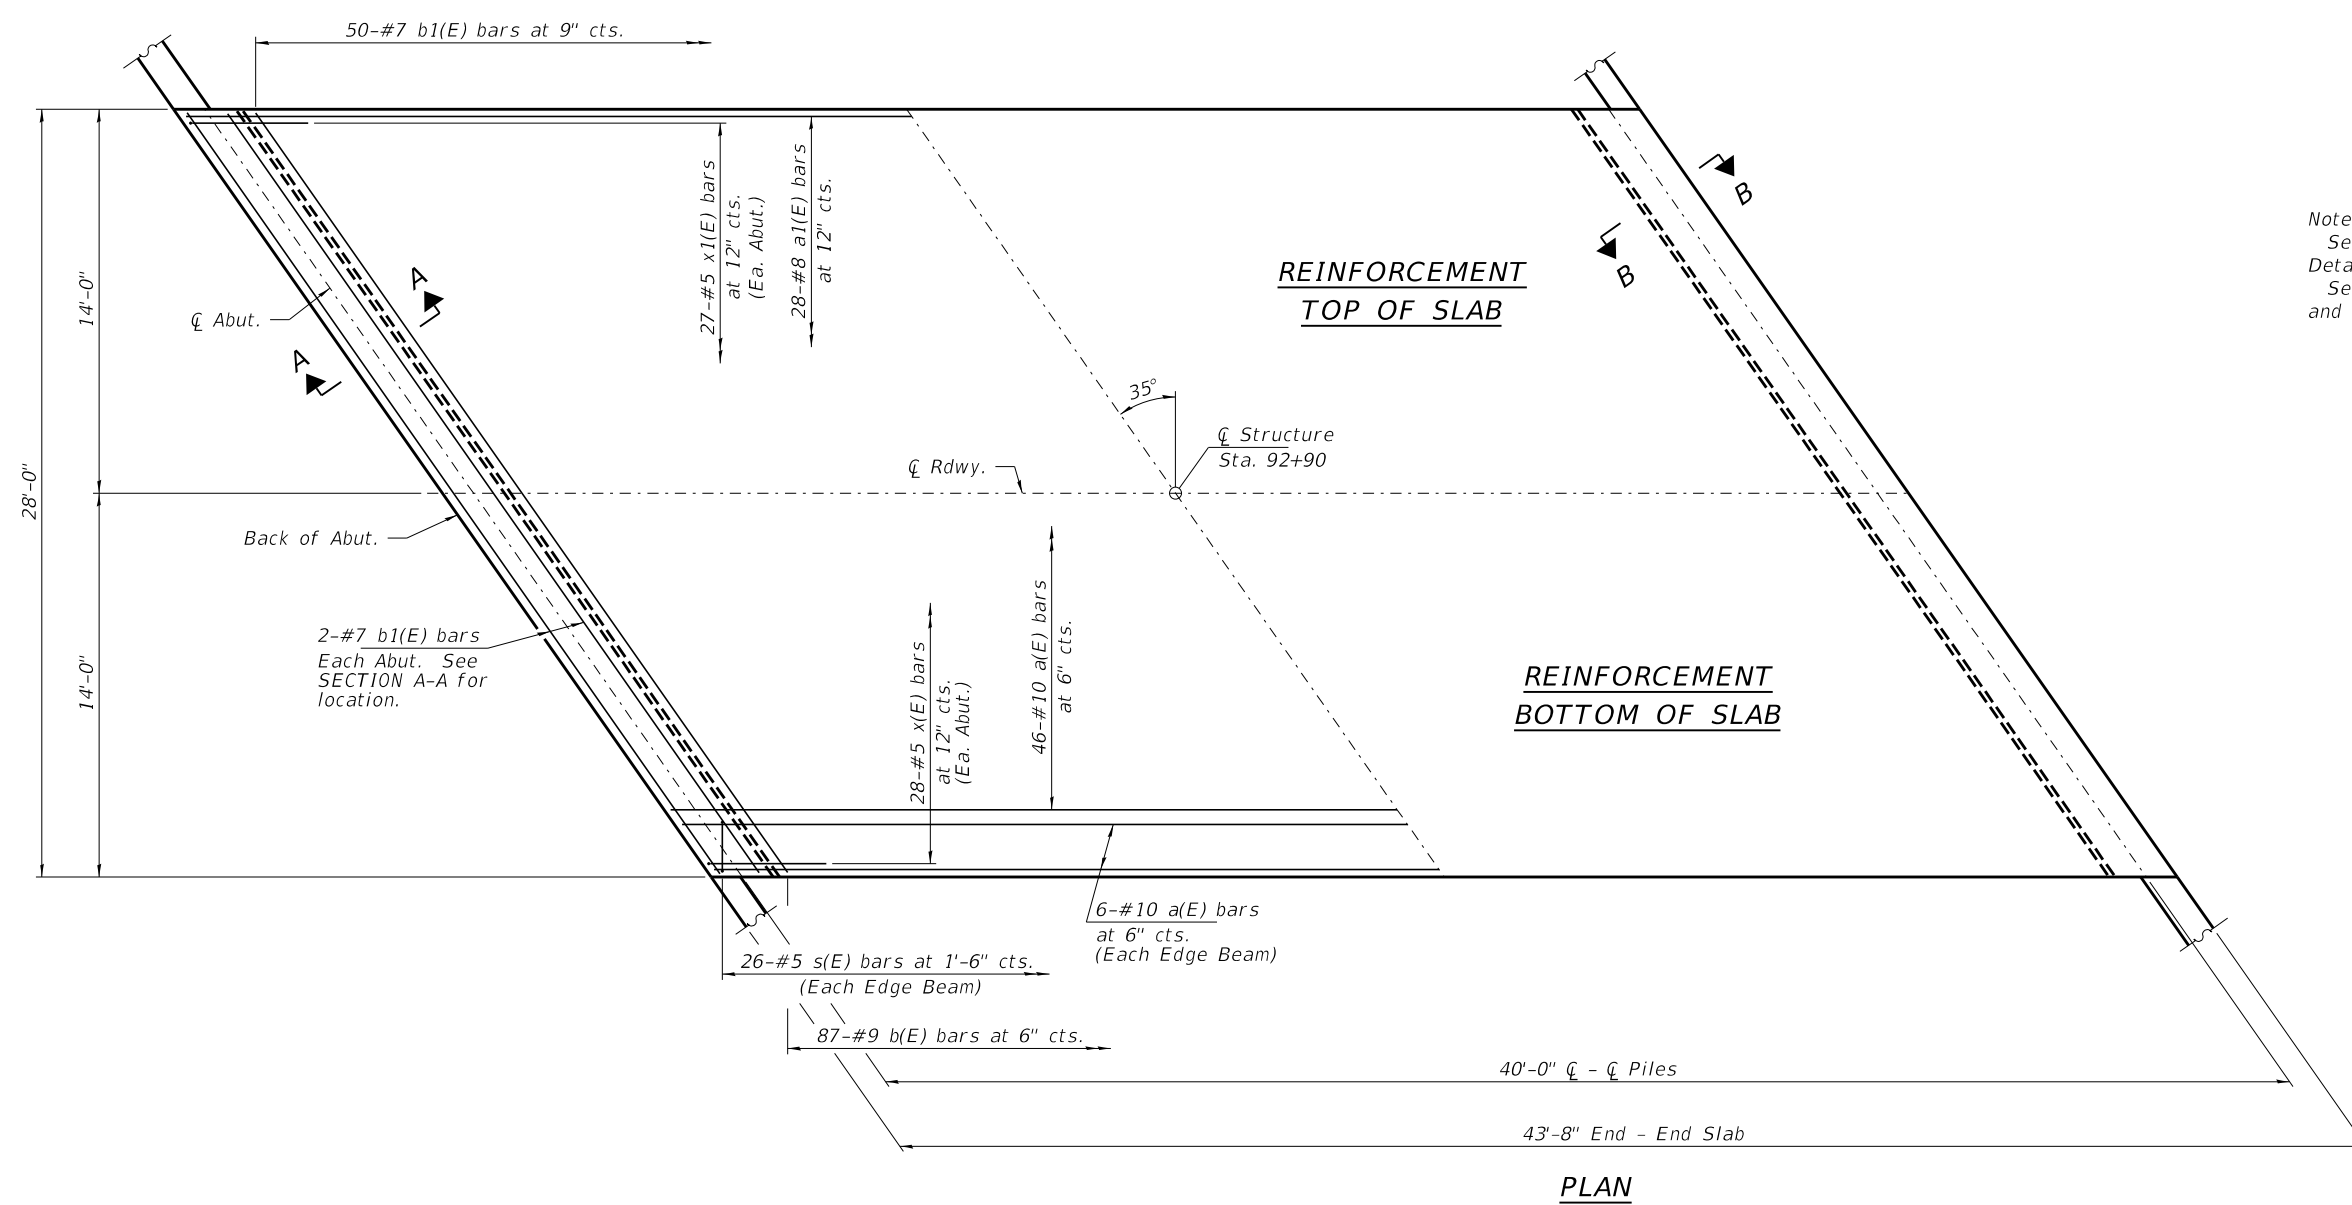 50-#7 b1(E) bars at 9" cts.
28'-0"
14'-0"
14'-0"
℄ Abut.
A
A
27-#5 x1(E) bars
at 12" cts.
(Ea. Abut.)
28-#8 a1(E) bars
at 12" cts.
REINFORCEMENT
TOP OF SLAB
B
B
Note
Se
Deta
Se
and
35°
℄ Structure
Sta. 92+90
℄ Rdwy.
Back of Abut.
2-#7 b1(E) bars
Each Abut. See
SECTION A-A for
location.
28-#5 x(E) bars
at 12" cts.
(Ea. Abut.)
46-#10 a(E) bars
at 6" cts.
REINFORCEMENT
BOTTOM OF SLAB
6-#10 a(E) bars
at 6" cts.
(Each Edge Beam)
26-#5 s(E) bars at 1'-6" cts.
(Each Edge Beam)
87-#9 b(E) bars at 6" cts.
40'-0" ℄ - ℄ Piles
43'-8" End - End Slab
PLAN